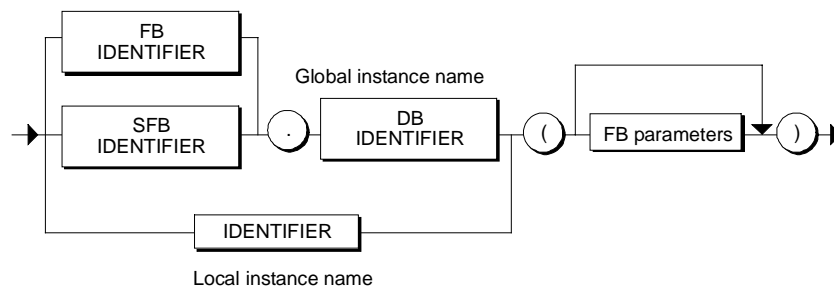 FB
IDENTIFIER
Global instance name
SFB
IDENTIFIER
.
DB
IDENTIFIER
(
FB parameters
)
IDENTIFIER
Local instance name